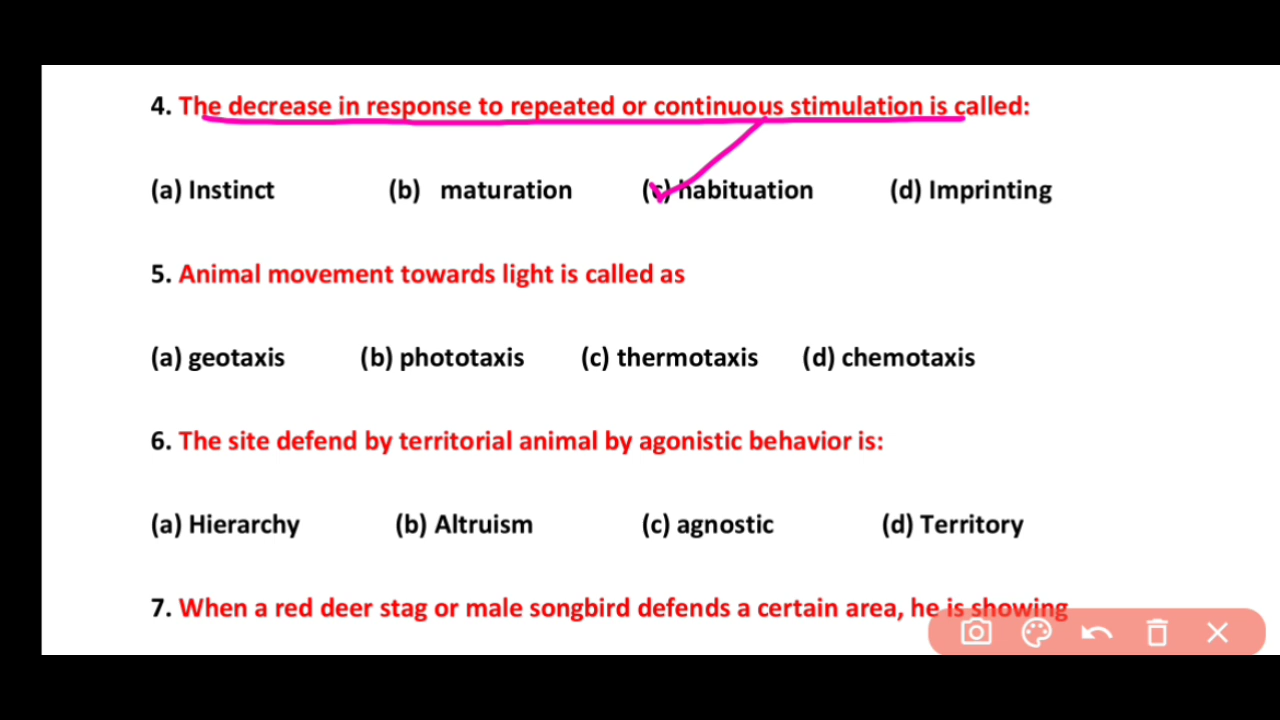 4. The decrease in response to repeated or continuous stimulation is called:
(a) Instinct (b) maturation (c) habituation (d) Imprinting
5. Animal movement towards light is called as
(a) geotaxis (b) phototaxis (c) thermotaxis (d) chemotaxis
6. The site defend by territorial animal by agonistic behavior is:
(a) Hierarchy (b) Altruism (c) agnostic (d) Territory
7. When a red deer stag or male songbird defends a certain area, he is showing